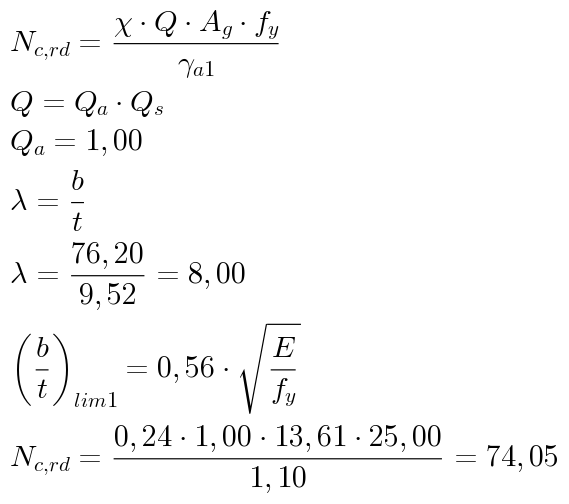 N_{c,rd} = \frac{\chi \cdot Q \cdot A_g \cdot f_y}{\gamma_{a1}}
Q = Q_a \cdot Q_s
Q_a = 1,00
\lambda = \frac{b}{t}
\lambda = \frac{76,20}{9,52} = 8,00
\left(\frac{b}{t}\right)_{lim1} = 0,56 \cdot \sqrt{\frac{E}{f_y}}
N_{c,rd} = \frac{0,24 \cdot 1,00 \cdot 13,61 \cdot 25,00}{1,10} = 74,05